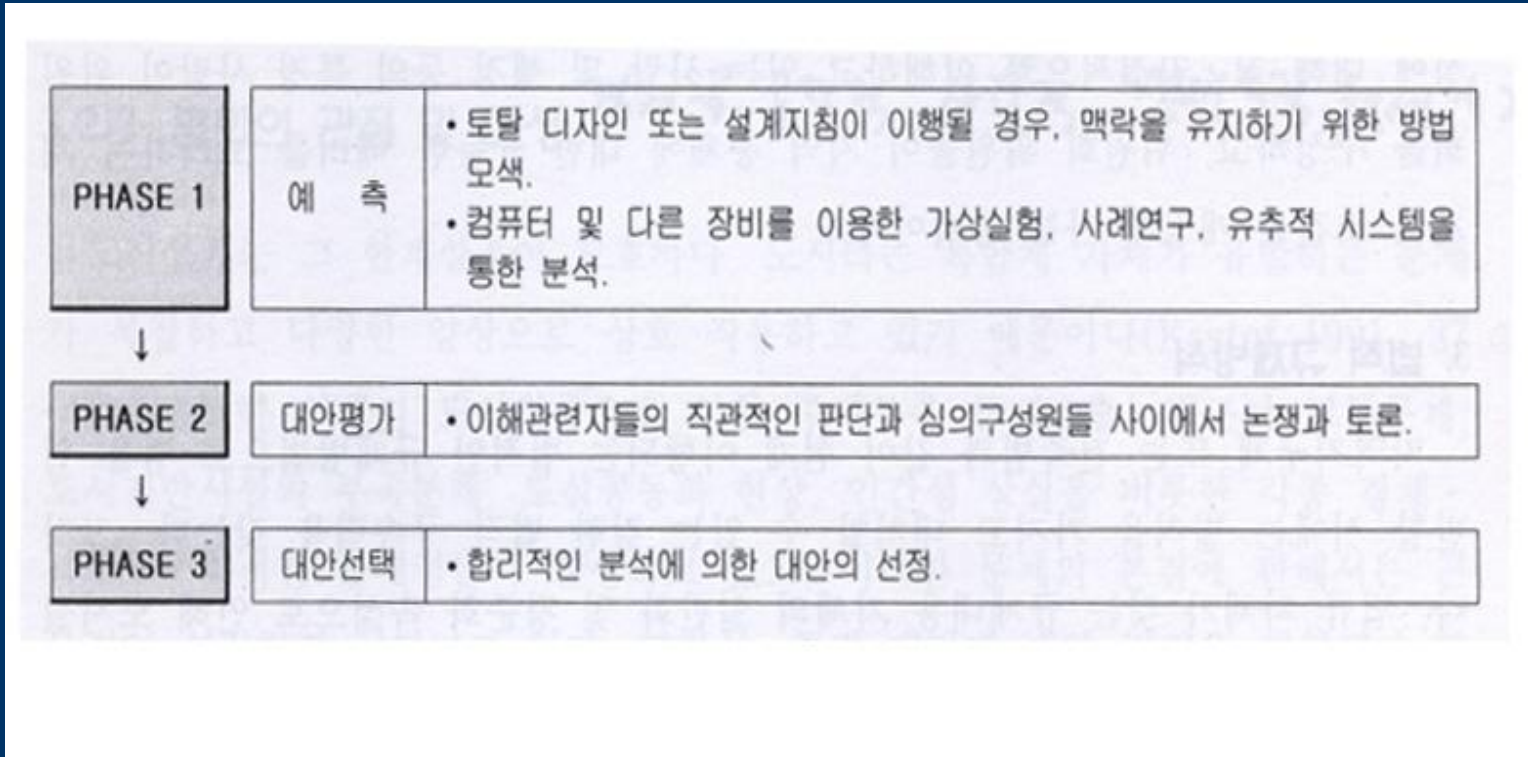 PHASE 1
예 측
• 토탈 디자인 또는 설계지침이 이행될 경우, 맥락을 유지하기 위한 방법
모색.
• 컴퓨터 및 다른 장비를 이용한 가상실험, 사례연구, 유추적 시스템을
통한 분석.
↓
PHASE 2
대안평가
• 이해관련자들의 직관적인 판단과 심의구성원들 사이에서 논쟁과 토론.
↓
PHASE 3
대안선택
• 합리적인 분석에 의한 대안의 선정.